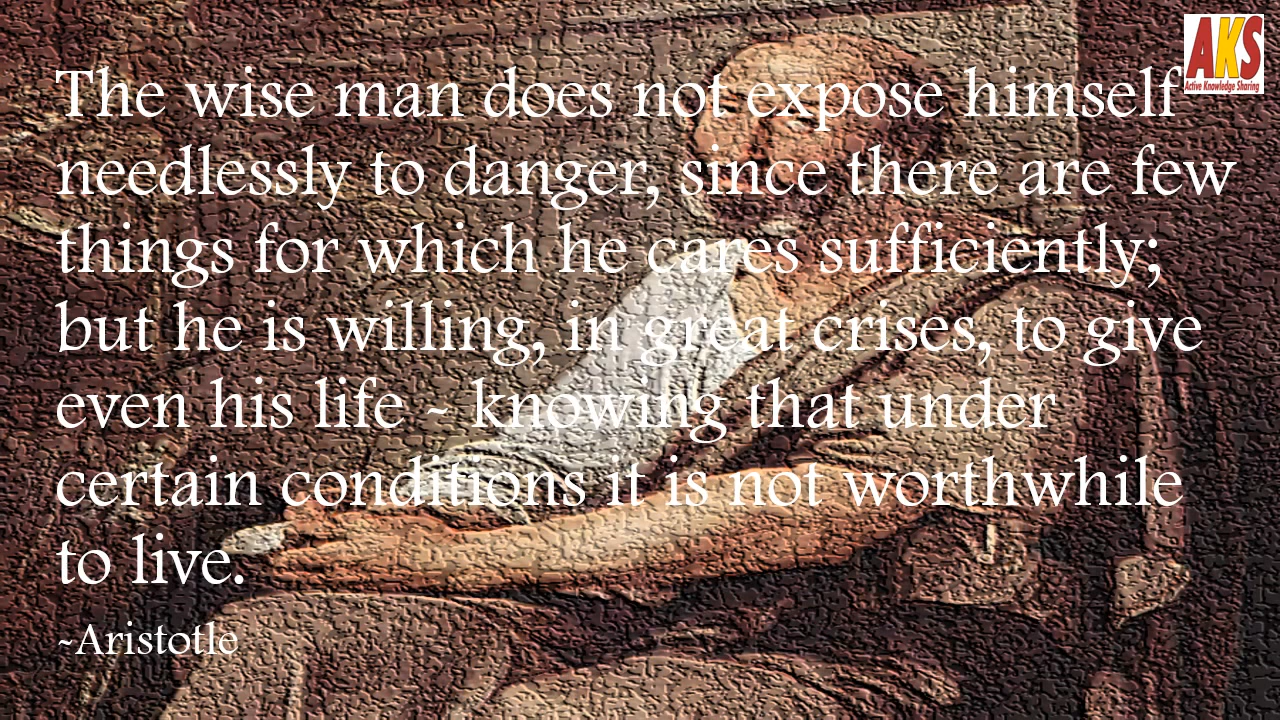 AKS
Active Knowledge Sharing
The wise man does not expose himself
needlessly to danger, since there are few
things for which he cares sufficiently;
but he is willing, in great crises, to give
even his life ~ knowing that under
certain conditions it is not worthwhile
to live.
~Aristotle